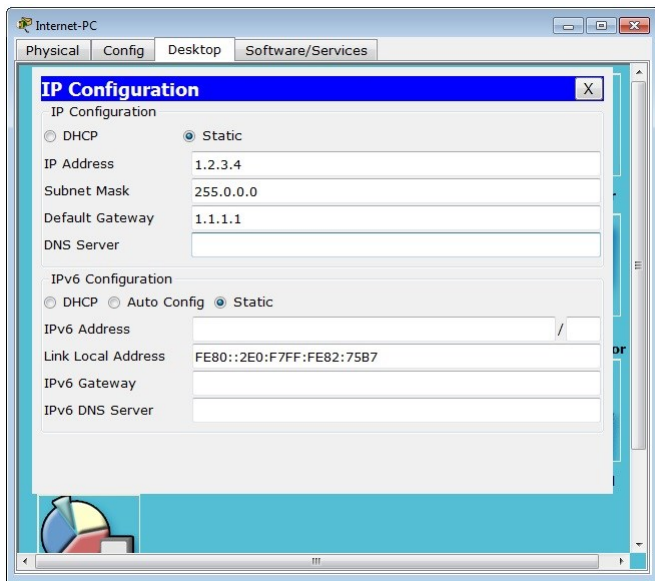 Internet-PC
Physical Config Desktop Software/Services
IP Configuration X
IP Configuration
DHCP Static
IP Address 1.2.3.4
Subnet Mask 255.0.0.0
Default Gateway 1.1.1.1
DNS Server
IPv6 Configuration
DHCP Auto Config Static
IPv6 Address /
Link Local Address FE80::2E0:F7FF:FE82:75B7
or
IPv6 Gateway
IPv6 DNS Server